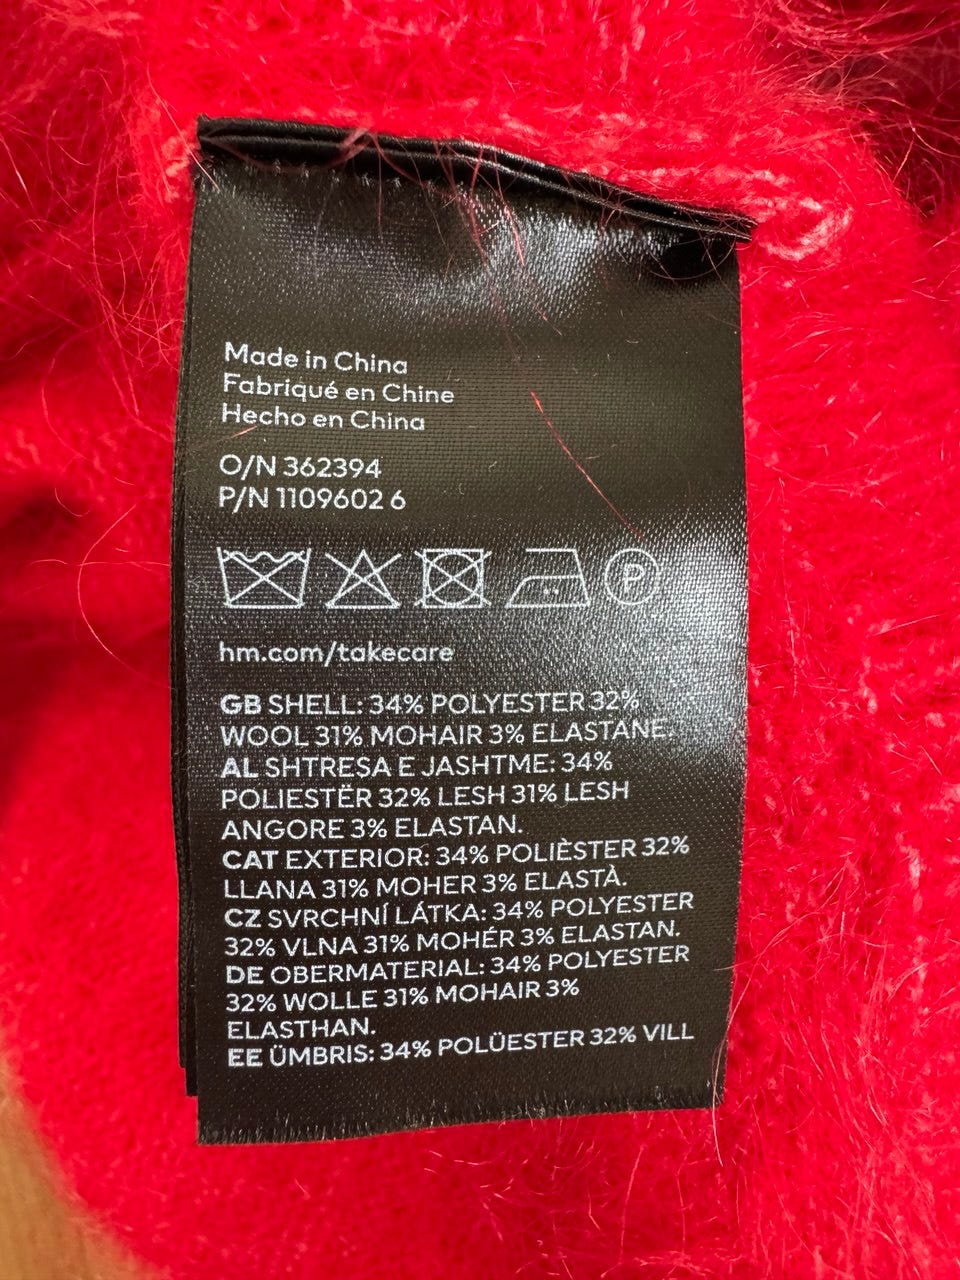 Made in China
Fabriqué en Chine
Hecho en China
O/N 362394
P/N 1109602 6
P
hm.com/takecare
GB SHELL: 34% POLYESTER 32%
WOOL 31% MOHAIR 3% ELASTANE.
AL SHTRESA E JASHTME: 34%
POLIESTËR 32% LESH 31% LESH
ANGORE 3% ELASTAN.
CAT EXTERIOR: 34% POLIÈSTER 32%
LLANA 31% MOHER 3% ELASTÀ.
CZ SVRCHNÍ LÁTKA: 34% POLYESTER
32% VLNA 31% MOHÉR 3% ELASTAN.
DE OBERMATERIAL: 34% POLYESTER
32% WOLLE 31% MOHAIR 3%
ELASTHAN.
EE ÜMBRIS: 34% POLÜESTER 32% VILL